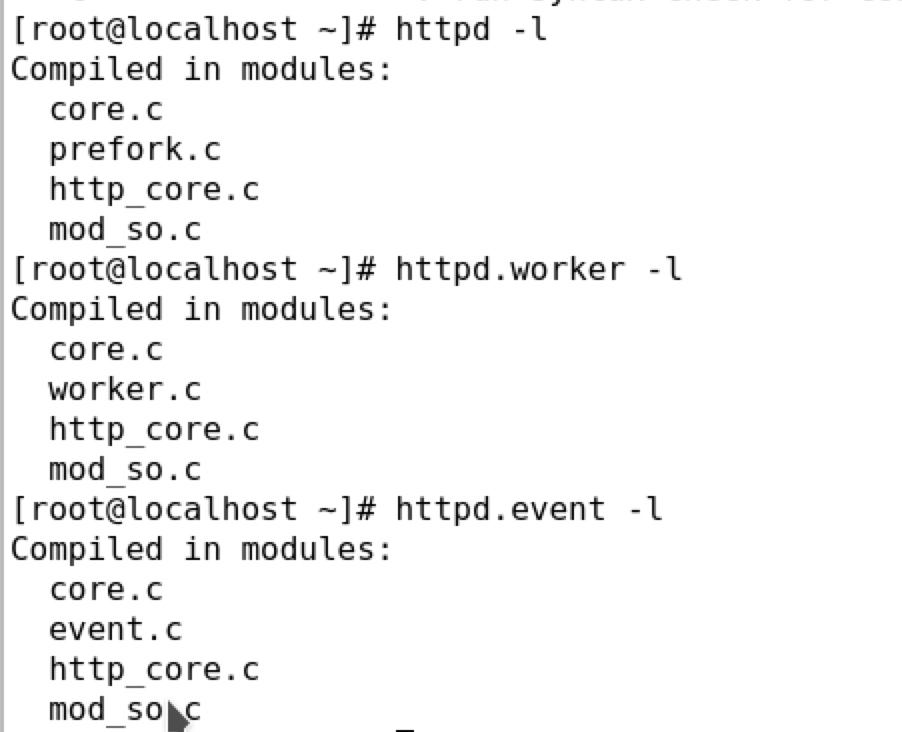 [root@localhost ~]# httpd -l
Compiled in modules:
  core.c
  prefork.c
  http_core.c
  mod_so.c
[root@localhost ~]# httpd.worker -l
Compiled in modules:
  core.c
  worker.c
  http_core.c
  mod_so.c
[root@localhost ~]# httpd.event -l
Compiled in modules:
  core.c
  event.c
  http_core.c
  mod_so.c